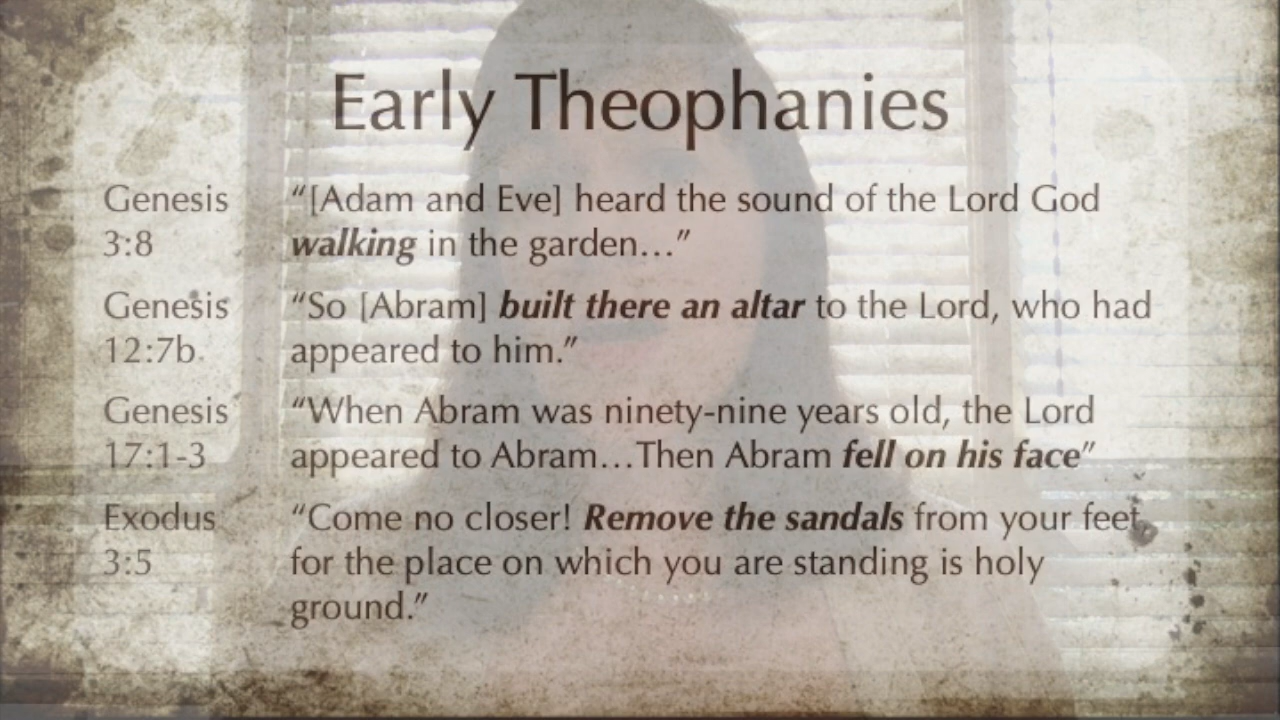 Early Theophanies
Genesis 3:8
“[Adam and Eve] heard the sound of the Lord God
walking in the garden…”
Genesis 12:7b
“So [Abram] built there an altar to the Lord, who had
appeared to him.”
Genesis 17:1-3
“When Abram was ninety-nine years old, the Lord
appeared to Abram…Then Abram fell on his face”
Exodus 3:5
“Come no closer! Remove the sandals from your feet,
for the place on which you are standing is holy
ground.”